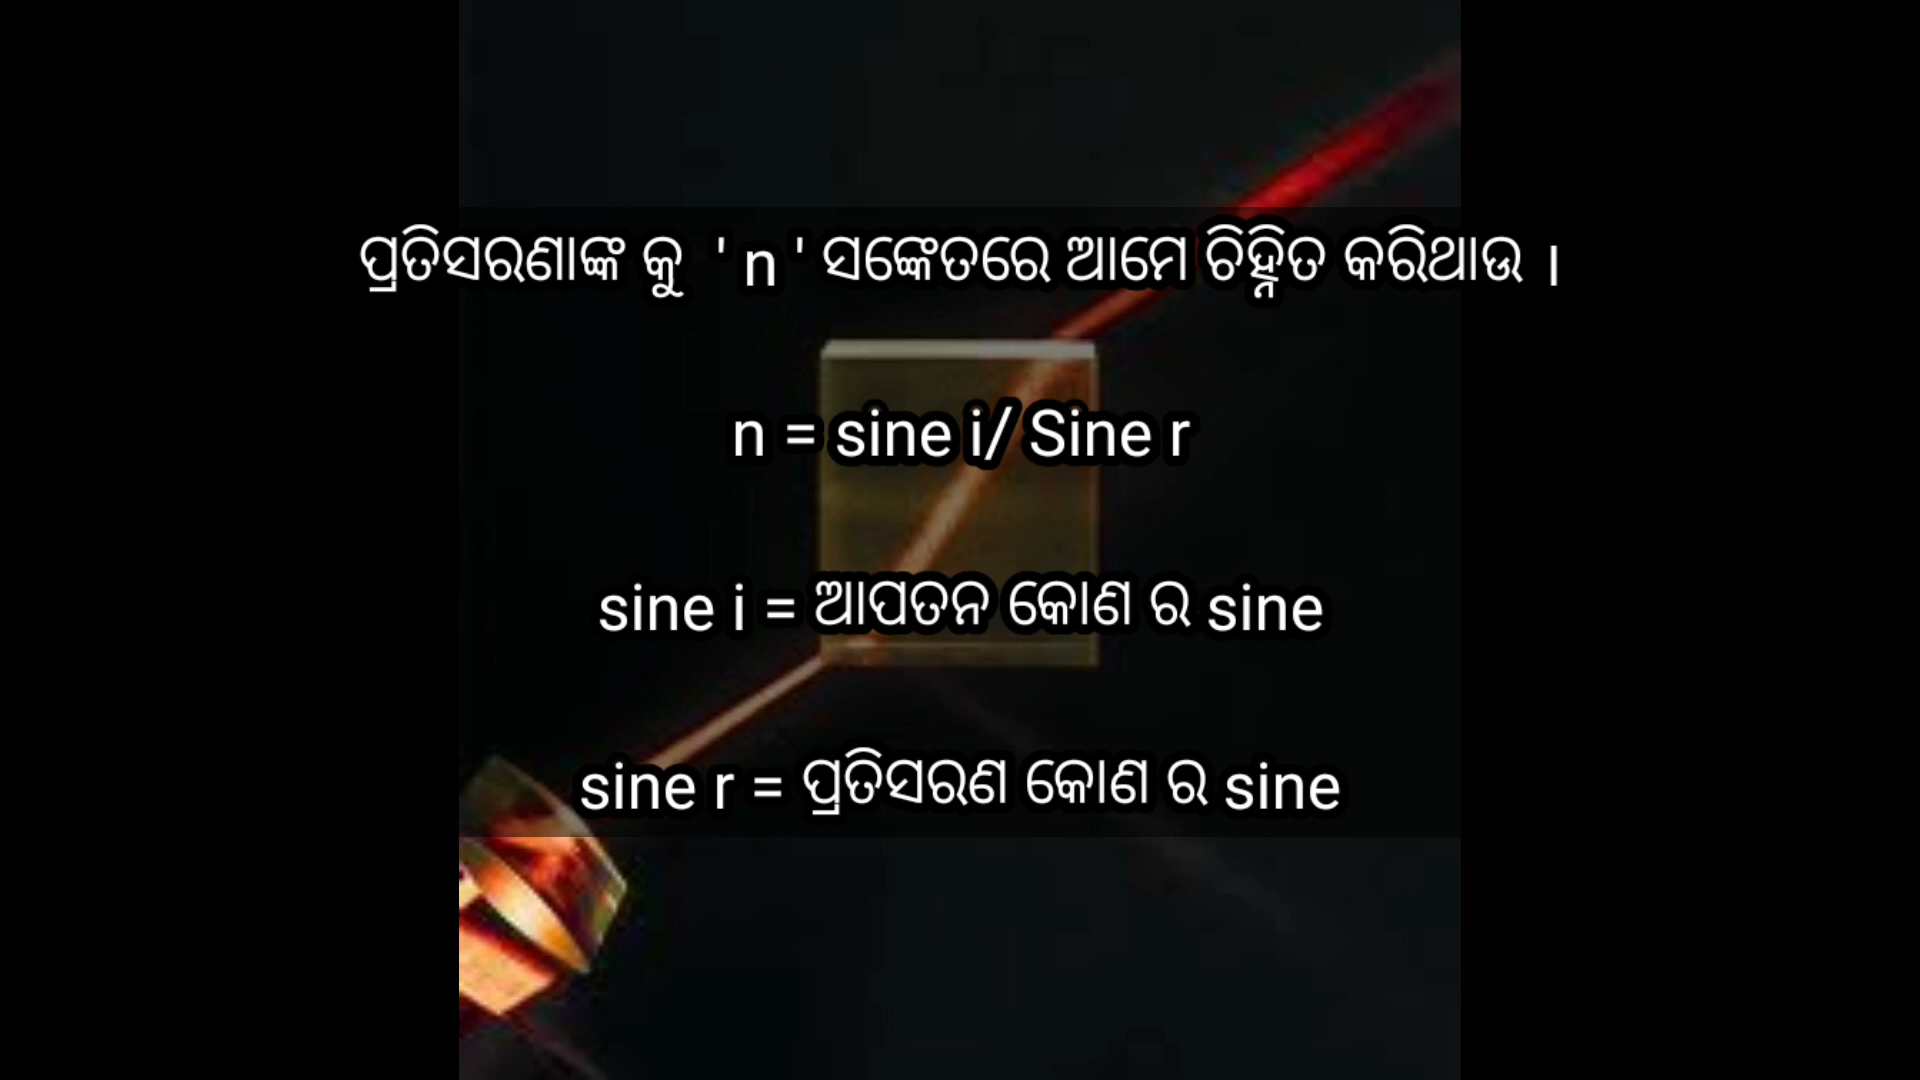 ପ୍ରତିସରଣାଙ୍କ କୁ ' n ' ସଙ୍କେତରେ ଆମେ ଚିହ୍ନିତ କରିଥାଉ ।
n = sine i/ Sine r
sine i = ଆପତନ କୋଣ ର sine
sine r = ପ୍ରତିସରଣ କୋଣ ର sine